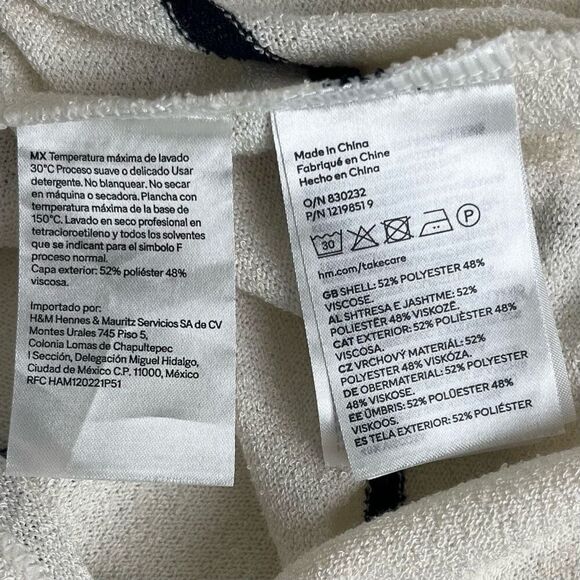 MX Temperatura máxima de lavado
30°C Proceso suave o delicado Usar
detergente. No blanquear. No secar
en máquina o secadora. Plancha con
temperatura máxima de la base de
150°C. Lavado en seco profesional en
tetracloroetileno y todos los solventes
que se indicant para el simbolo F
proceso normal.
Capa exterior: 52% poliéster 48%
viscosa.
Importado por:
H&M Hennes & Mauritz Servicios SA de CV
Montes Urales 745 Piso 5,
Colonia Lomas de Chapultepec
I Sección, Delegación Miguel Hidalgo,
Ciudad de México C.P. 11000, México
RFC HAM120221P51
Made in China
Fabriqué en Chine
Hecho en China
O/N 830232
P/N 1219851 9
30 P
hm.com/takecare
GB SHELL: 52% POLYESTER 48%
VISCOSE.
AL SHTRESE E JASHTME: 52%
POLIESTËR 48% VISKOZË.
CAT EXTERIOR: 52% POLIÈSTER 48%
VISCOSA.
CZ VRCHOVÝ MATERIÁL: 52%
POLYESTER 48% VISKÓZA.
DE OBERMATERIAL: 52% POLYESTER
48% VISKOSE.
EE ÜMBRIS: 52% POLÜESTER 48%
VISKOOS.
ES TELA EXTERIOR: 52% POLIÉSTER